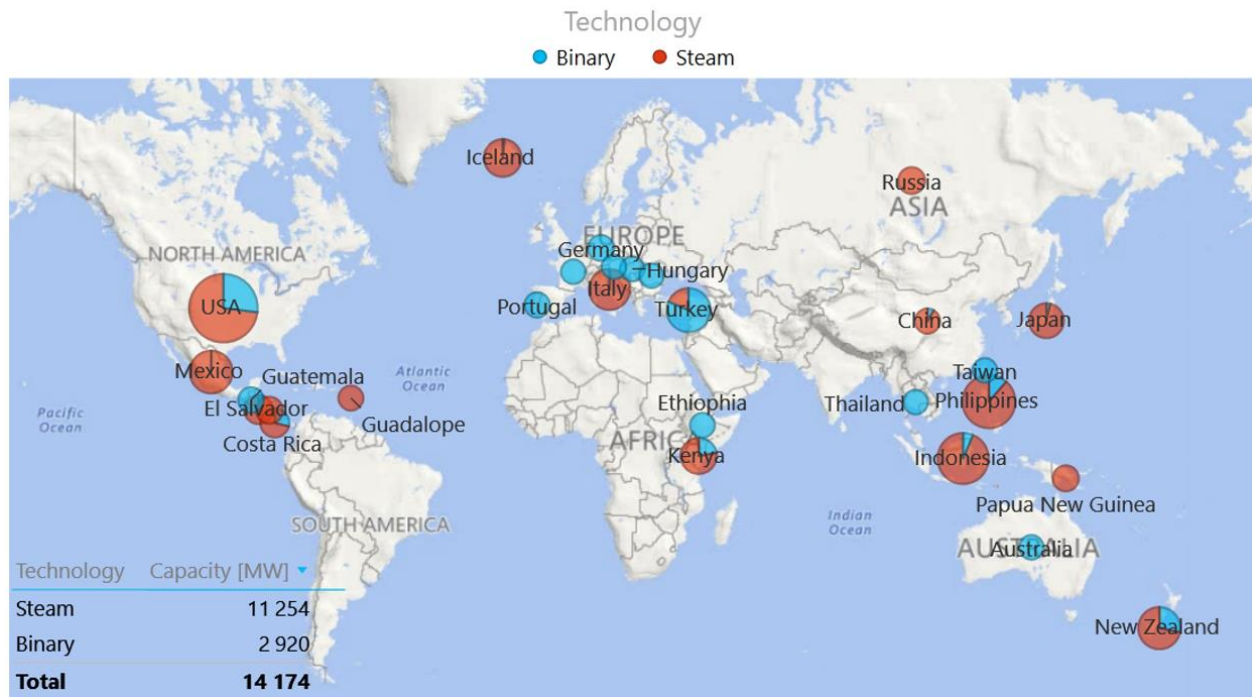 Technology
Binary
Steam
Iceland
Russia
ASIA
EUROPE
NORTH AMERICA
Germany
Hungary
USA
Italy
Portugal
Turkey
China
Japan
Mexico
Atlantic
Ocean
Guatemala
Taiwan
Pacific
Ocean
El Salvador
Ethiophia
Thailand
Philippines
Guadalope
Costa Rica
AFRIC
Kenya
Indonesia
Papua New Guinea
SOUTH AMERICA
Indian
Ocean
AUSTRALIA
Australia
New Zealand
Technology Capacity [MW]
Steam 11 254
Binary 2 920
Total 14 174